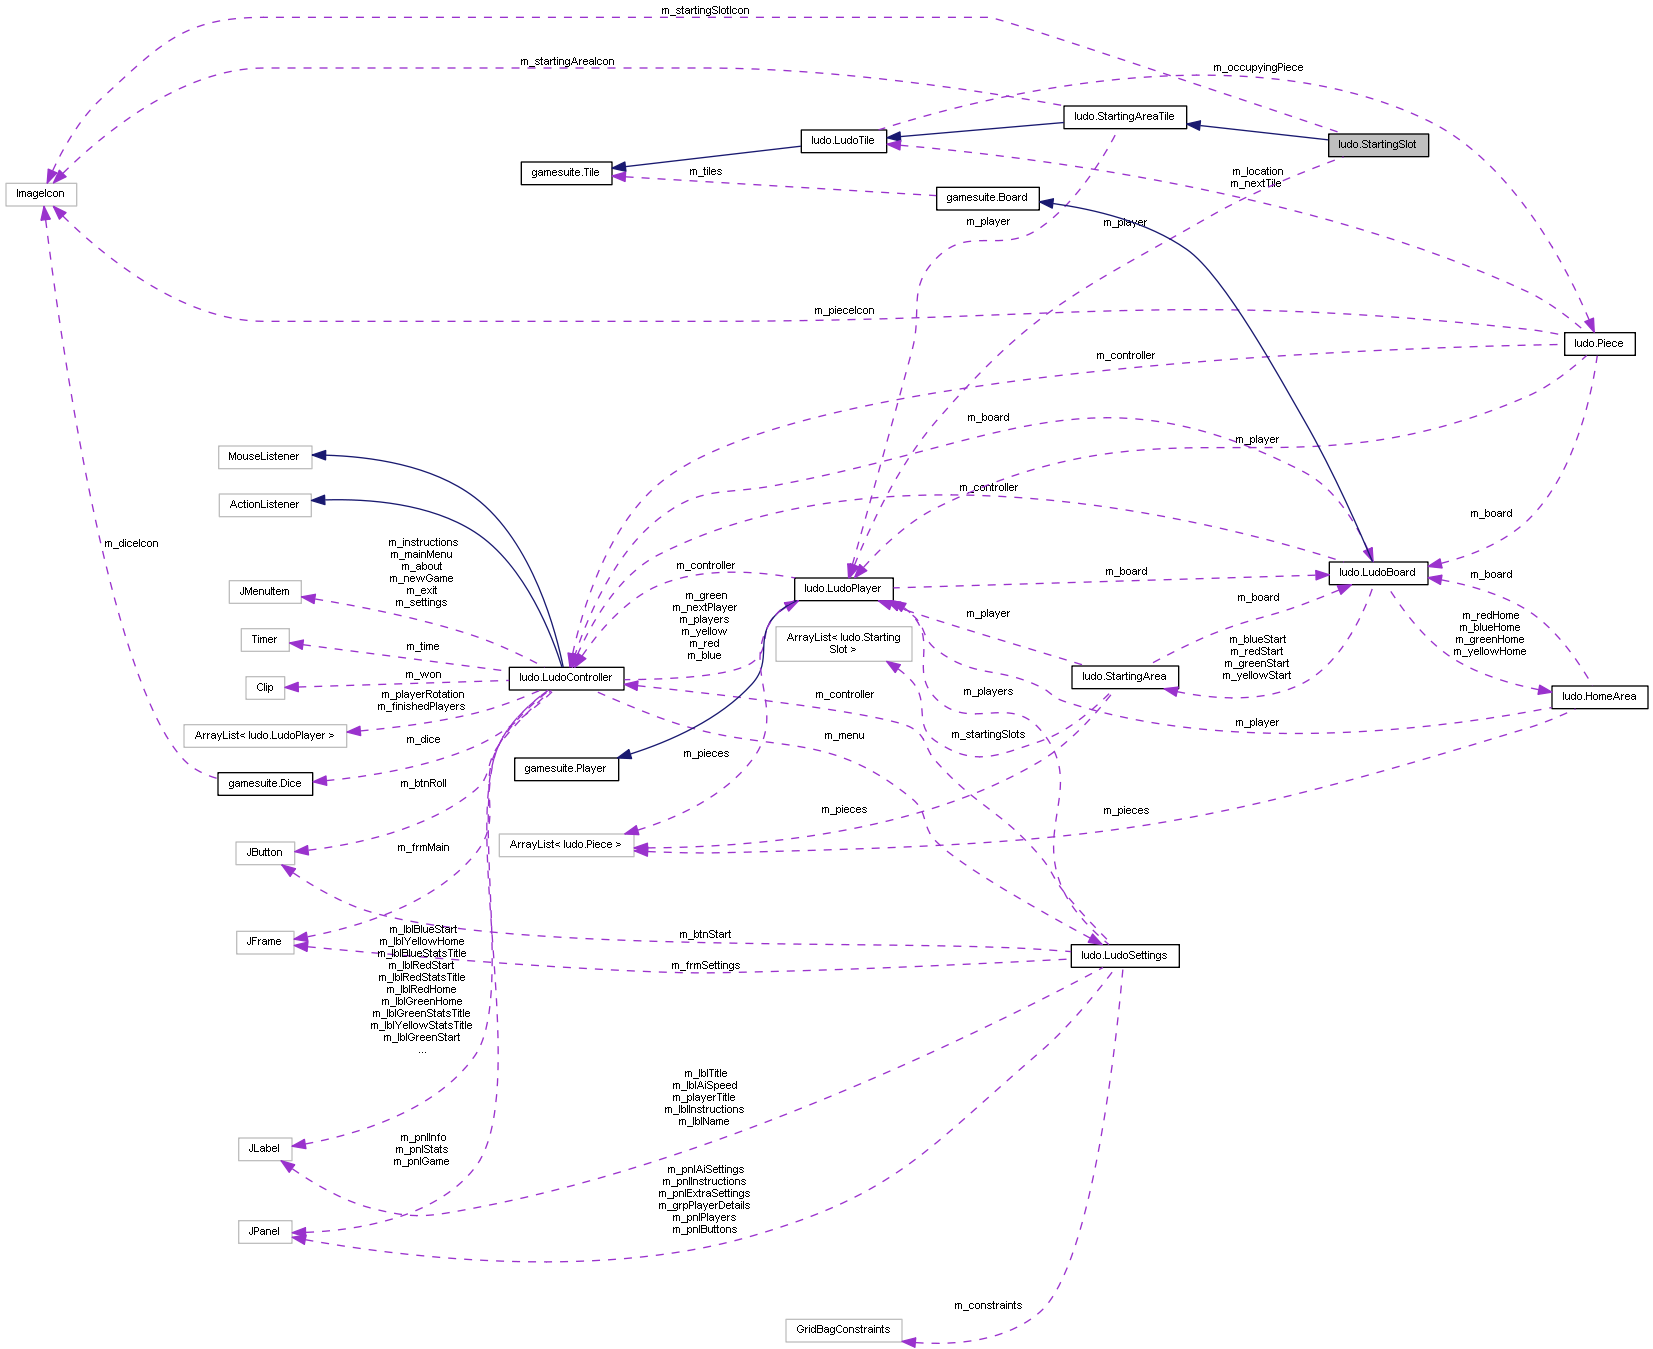 m_startingSlotIcon
m_startingAreaIcon
m_occupyingPiece
ludo.StartingAreaTile
ludo.LudoTile
ludo.StartingSlot
gamesuite.Tile
m_tiles
m_location
m_nextTile
ImageIcon
gamesuite.Board
m_player
m_player
m_pieceIcon
ludo.Piece
m_controller
m_board
m_player
MouseListener
m_controller
ActionListener
m_board
m_diceIcon
m_instructions
m_mainMenu
m_about
m_newGame
m_exit
m_settings
m_controller
m_board
ludo.LudoBoard
m_board
JMenuItem
ludo.LudoPlayer
m_green
m_nextPlayer
m_players
m_yellow
m_red
m_blue
m_board
m_player
m_redHome
m_blueHome
m_greenHome
m_yellowHome
Timer
m_time
ArrayList< ludo.Starting
Slot >
m_blueStart
m_redStart
m_greenStart
m_yellowStart
Clip
m_won
ludo.LudoController
ludo.StartingArea
ludo.HomeArea
m_playerRotation
m_finishedPlayers
m_controller
m_players
m_player
ArrayList< ludo.LudoPlayer >
m_dice
m_menu
m_startingSlots
m_pieces
gamesuite.Player
gamesuite.Dice
m_btnRoll
m_pieces
m_pieces
JButton
m_frmMain
ArrayList< ludo.Piece >
JFrame
m_lblBlueStart
m_lblYellowHome
m_lblBlueStatsTitle
m_lblRedStart
m_lblRedStatsTitle
m_lblRedHome
m_lblGreenHome
m_lblGreenStatsTitle
m_lblYellowStatsTitle
m_lblGreenStart
...
m_btnStart
m_frmSettings
ludo.LudoSettings
m_lblTitle
m_lblAiSpeed
m_playerTitle
m_lblInstructions
m_lblName
JLabel
m_pnlInfo
m_pnlStats
m_pnlGame
m_pnlAiSettings
m_pnlInstructions
m_pnlExtraSettings
m_grpPlayerDetails
m_pnlPlayers
m_pnlButtons
JPanel
m_constraints
GridBagConstraints